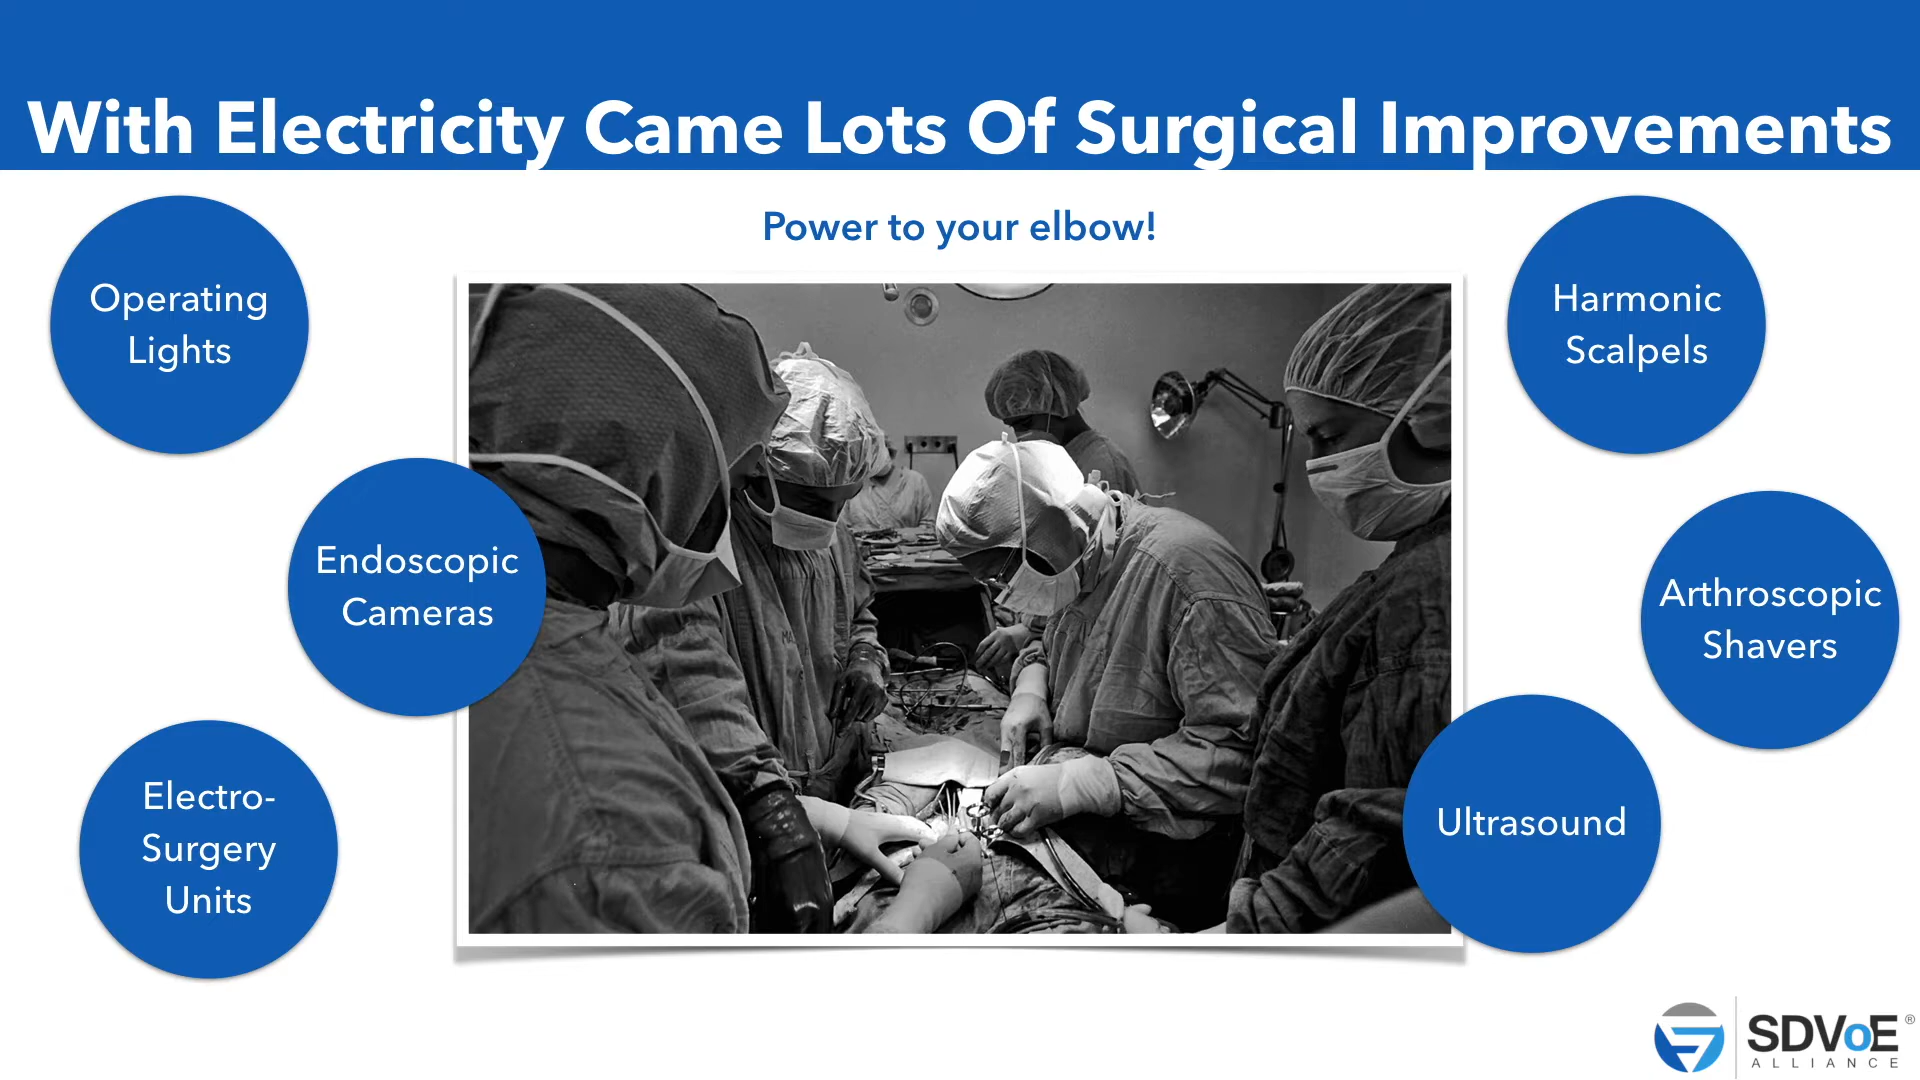 With Electricity Came Lots Of Surgical Improvements
Power to your elbow!
Operating
Lights
Endoscopic
Cameras
Electro-
Surgery
Units
Harmonic
Scalpels
Arthroscopic
Shavers
Ultrasound
SDVoE®
ALLIANCE